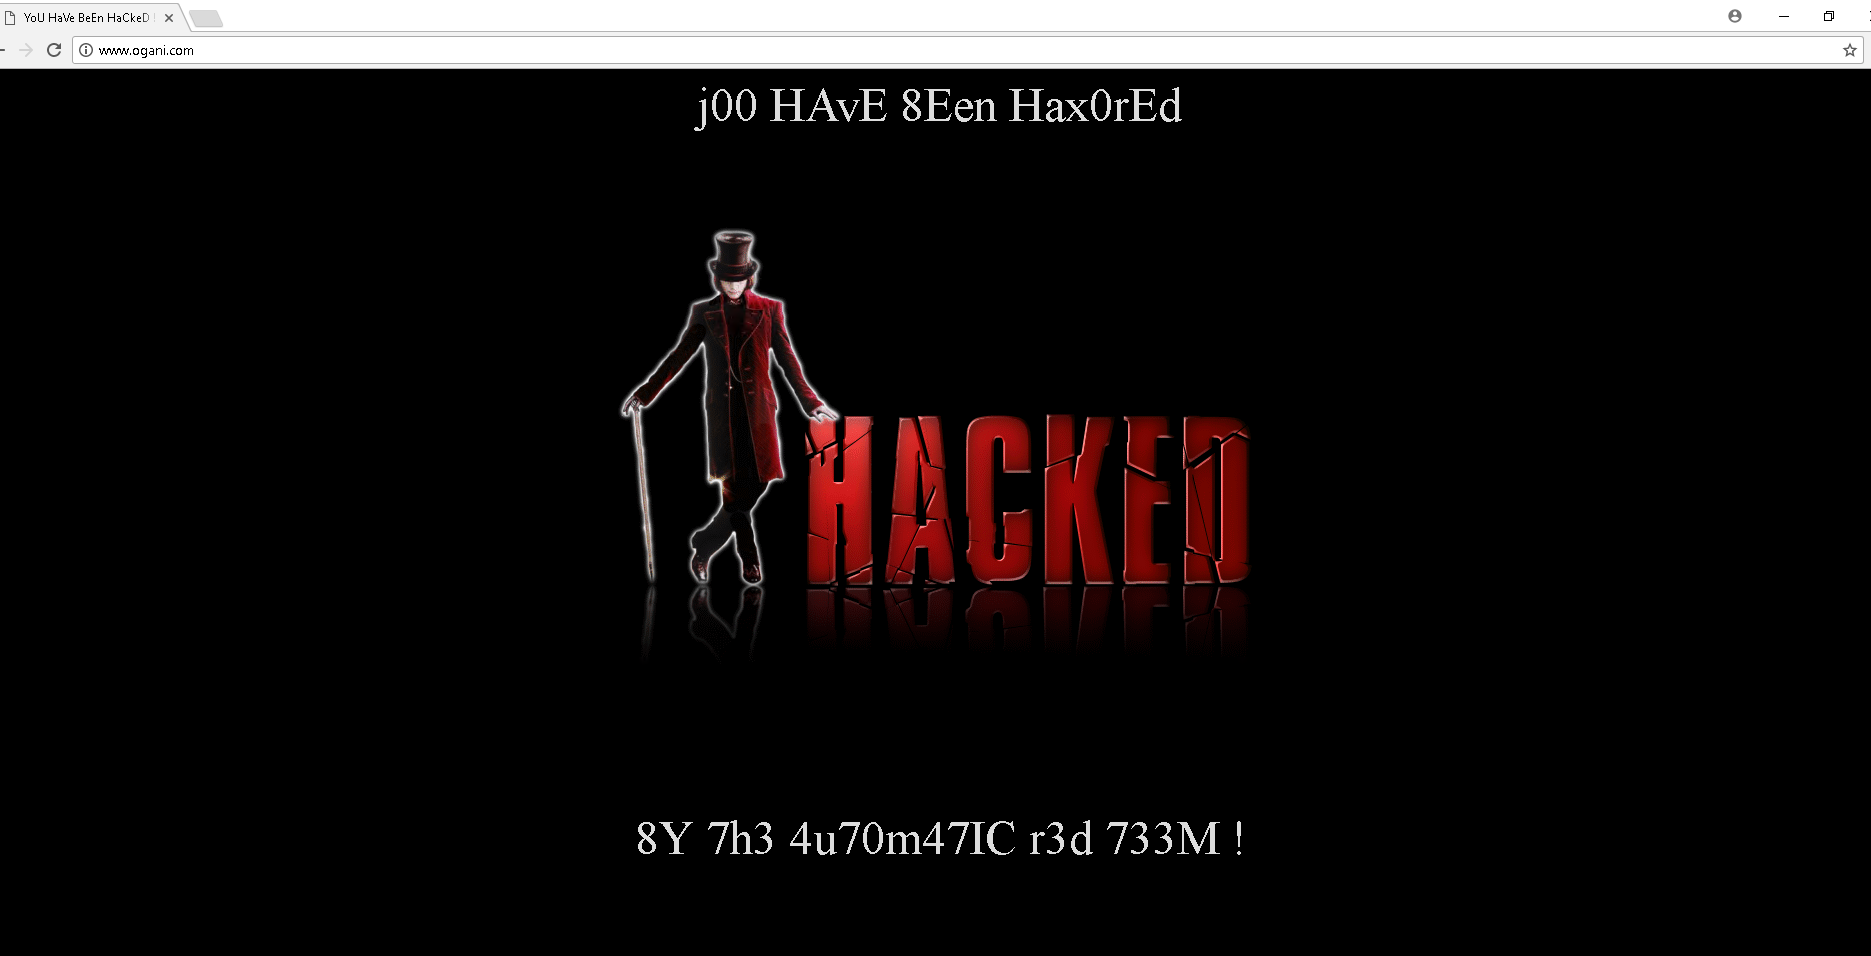 YoU HaVe BeEn HaCkeD
www.ogani.com
j00 HAvE 8Een Hax0rEd
HACKED
8Y 7h3 4u70m47IC r3d 733M !